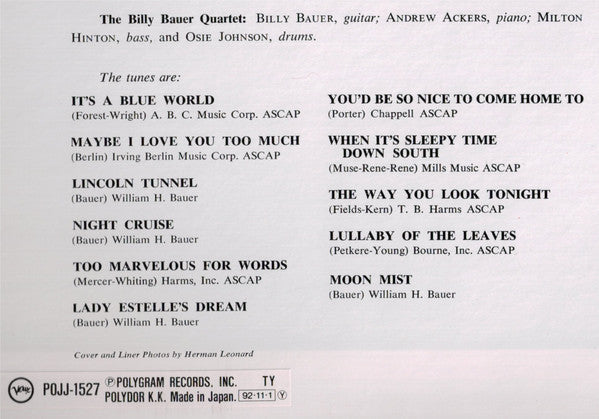 The Billy Bauer Quartet: BILLY BAUER, guitar; ANDREW ACKERS, piano; MILTON
HINTON, bass, and OSIE JOHNSON, drums.
The tunes are:
IT'S A BLUE WORLD
(Forest-Wright) A. B. C. Music Corp. ASCAP
MAYBE I LOVE YOU TOO MUCH
(Berlin) Irving Berlin Music Corp. ASCAP
LINCOLN TUNNEL
(Bauer) William H. Bauer
NIGHT CRUISE
(Bauer) William H. Bauer
TOO MARVELOUS FOR WORDS
(Mercer-Whiting) Harms, Inc. ASCAP
LADY ESTELLE'S DREAM
(Bauer) William H. Bauer
YOU'D BE SO NICE TO COME HOME TO
(Porter) Chappell ASCAP
WHEN IT'S SLEEPY TIME
DOWN SOUTH
(Muse-Rene-Rene) Mills Music ASCAP
THE WAY YOU LOOK TONIGHT
(Fields-Kern) T. B. Harms ASCAP
LULLABY OF THE LEAVES
(Petkere-Young) Bourne, Inc. ASCAP
MOON MIST
(Bauer) William H. Bauer
Cover and Liner Photos by Herman Leonard
Verve POJJ-1527 Ⓟ POLYGRAM RECORDS, INC. TY
POLYDOR K.K. Made in Japan. 92·11·1 Ⓨ